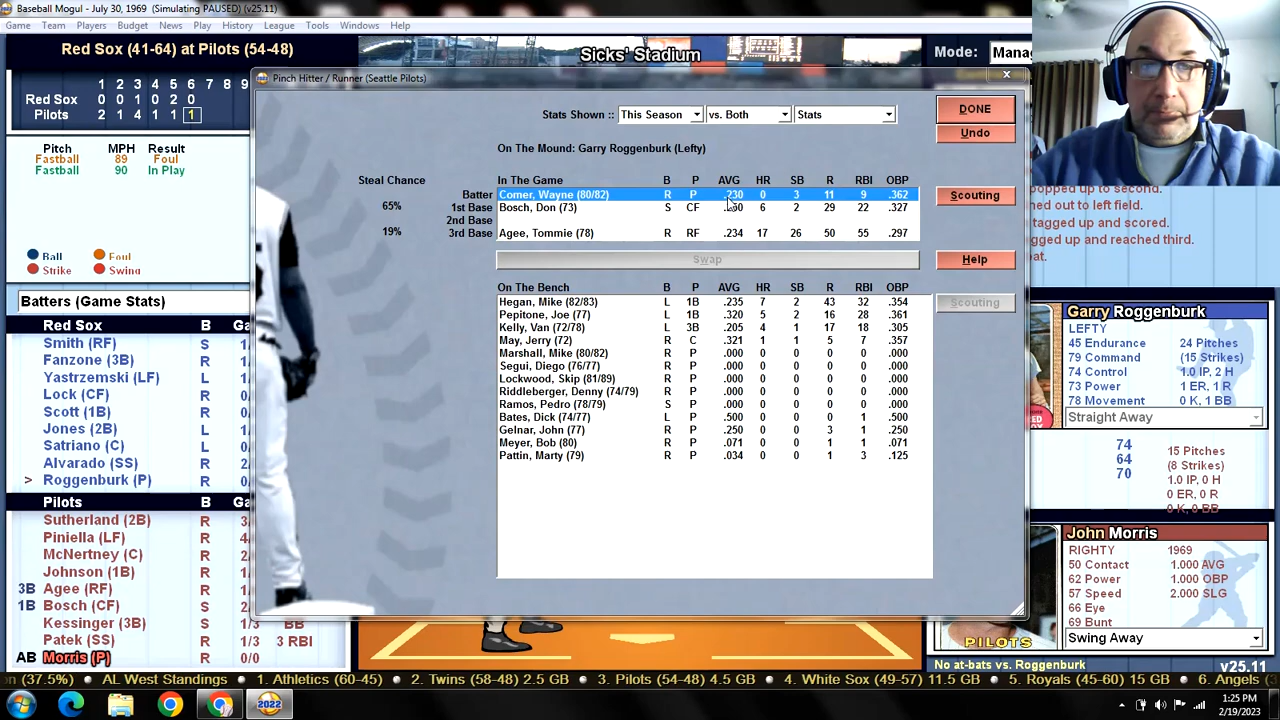 Baseball Mogul - July 30, 1969 (Simulating PAUSED) (v25.11)
Game Team Players Budget News Play History League Tools Windows Help
Red Sox (41-64) at Pilots (54-48)
Sicks' Stadium
Mode:
1 2 3 4 5 6 7 8 9
Red Sox 0 0 1 0 2 0
Pilots 2 1 4 1 1 1
Pitch MPH Result
Fastball 89 Foul
Fastball 90 In Play
Ball Foul
Strike Swing
Batters (Game Stats)
Red Sox B
Smith (RF) R
Fanzone (3B) R
Yastrzemski (LF) L
Lock (CF) R
Scott (1B) R
Jones (2B) L
Satriano (C) L
Alvarado (SS) R
> Roggenburk (P) R
Pilots B
Sutherland (2B) R
Piniella (LF) R
McNertney (C) R
Johnson (1B) R
3B Agee (RF) R
1B Bosch (CF) S
Kessinger (3B) S 1/3 BB
Patek (SS) R 1/3 3 RBI
AB Morris (P) R 0/0
Pinch Hitter / Runner (Seattle Pilots) x
Stats Shown :: This Season vs. Both Stats
DONE
Undo
On The Mound: Garry Roggenburk (Lefty)
Steal Chance In The Game B P AVG HR SB R RBI OBP
Batter Comer, Wayne (80/82) R P .230 0 3 11 9 .362
65% 1st Base Bosch, Don (73) S CF 6 2 29 22 .327
2nd Base
19% 3rd Base Agee, Tommie (78) R RF .234 17 26 50 55 .297
Scouting
Swap
Help
On The Bench B P AVG HR SB R RBI OBP
Hegan, Mike (82/83) L 1B .235 7 2 43 32 .354
Pepitone, Joe (77) L 1B .320 5 2 16 28 .361
Kelly, Van (72/78) L 3B .205 4 1 17 18 .305
May, Jerry (72) R C .321 1 1 5 7 .357
Marshall, Mike (80/82) R P .000 0 0 0 0 .000
Segui, Diego (76/77) R P .000 0 0 0 0 .000
Lockwood, Skip (81/89) R P .000 0 0 0 0 .000
Riddleberger, Denny (74/79) R P .000 0 0 0 0 .000
Ramos, Pedro (78/79) S P .000 0 0 0 0 .000
Bates, Dick (74/77) L P .500 0 0 0 1 .500
Gelnar, John (77) R P .250 0 0 3 1 .250
Meyer, Bob (80) R P .071 0 0 1 1 .071
Pattin, Marty (79) R P .034 0 0 1 3 .125
Scouting
popped up to second.
out to left field.
tagged up and scored.
up and reached third.
Garry Roggenburk
LEFTY
45 Endurance 24 Pitches
79 Command (15 Strikes)
74 Control 1.0 IP, 2 H
73 Power 1 ER, 1 R
78 Movement 0 K, 1 BB
Straight Away
74
64
70
15 Pitches
(8 Strikes)
1.0 IP, 0 H
0 ER, 0 R
0 K, 0 BB
John Morris
RIGHTY 1969
50 Contact 1.000 AVG
62 Power 1.000 OBP
57 Speed 2.000 SLG
66 Eye
69 Bunt
Swing Away
PILOTS
No at-bats vs. Roggenburk v25.11
(37.5%) • AL West Standings • 1. Athletics (60-45) • 2. Twins (58-48) 2.5 GB • 3. Pilots (54-48) 4.5 GB • 4. White Sox (49-57) 11.5 GB • 5. Royals (45-60) 15 GB • 6. Angels
2022
1:25 PM
2/19/2023